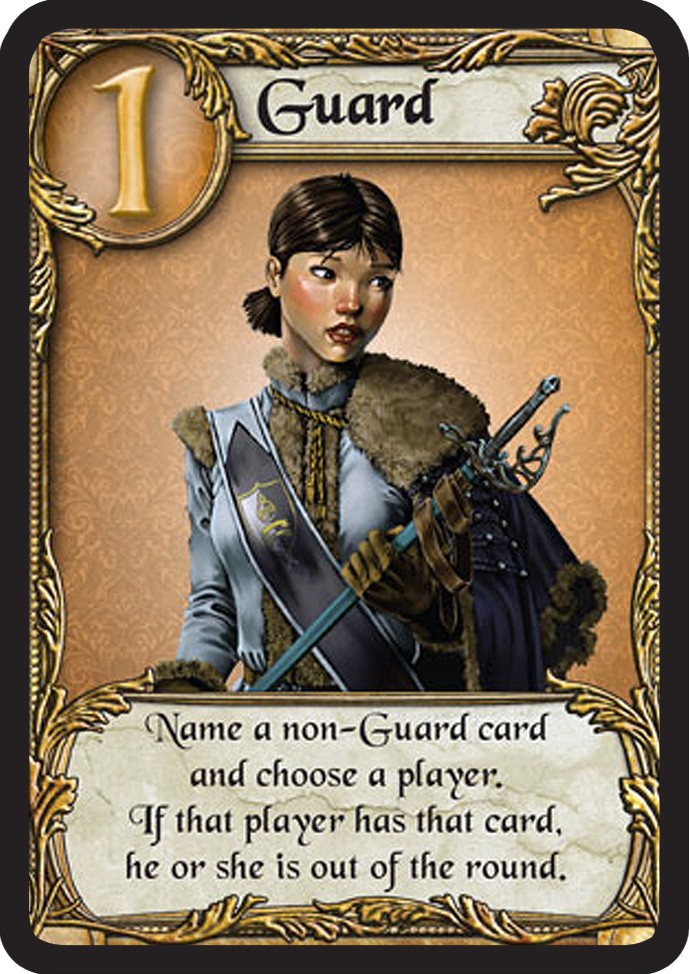 1
Guard
Name a non-Guard card
and choose a player.
If that player has that card,
he or she is out of the round.